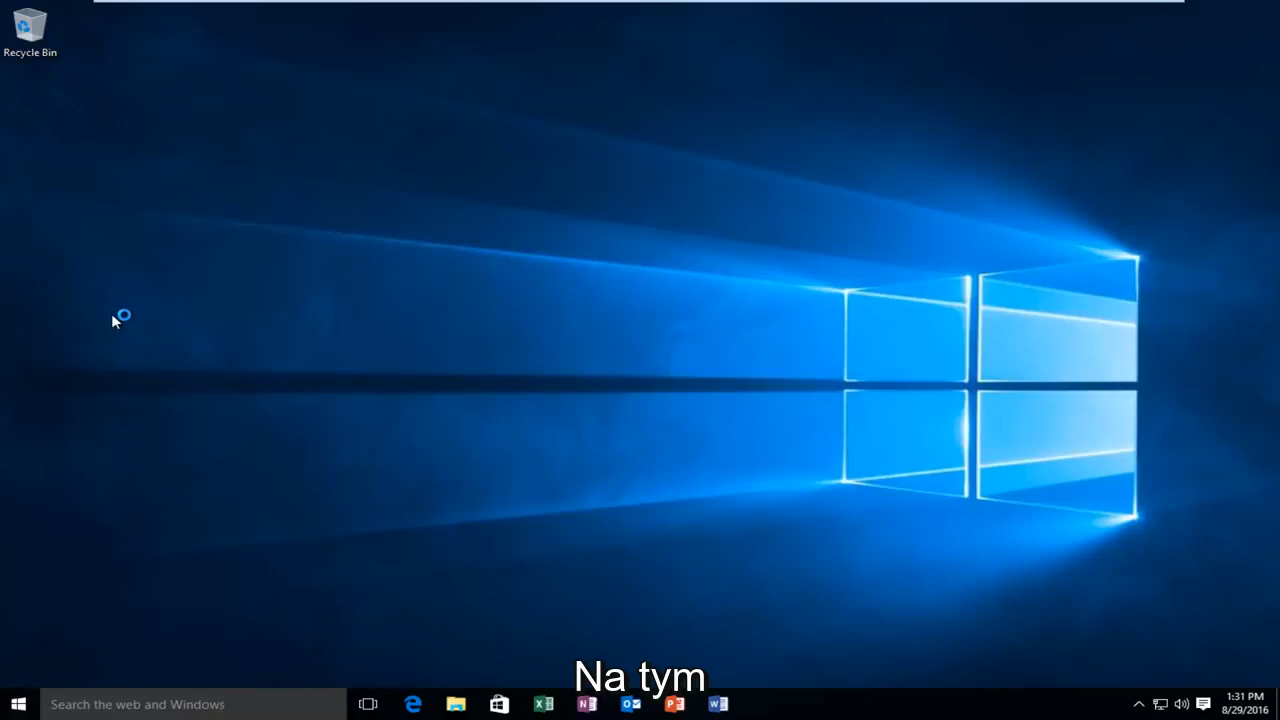 Recycle Bin
Na tym
Search the web and Windows
1:31 PM
8/29/2016